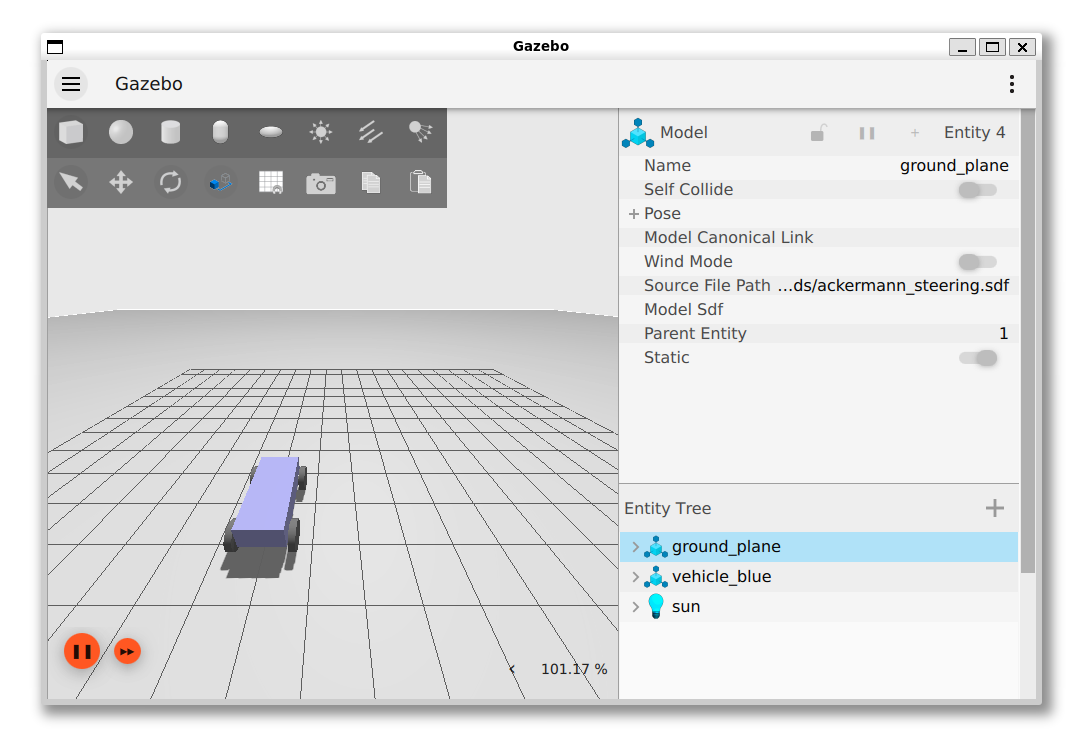 Gazebo
Gazebo
Model Entity 4
Name ground_plane
Self Collide
Pose
Model Canonical Link
Wind Mode
Source File Path ...ds/ackermann_steering.sdf
Model Sdf
Parent Entity 1
Static
Entity Tree
ground_plane
vehicle_blue
sun
101.17 %